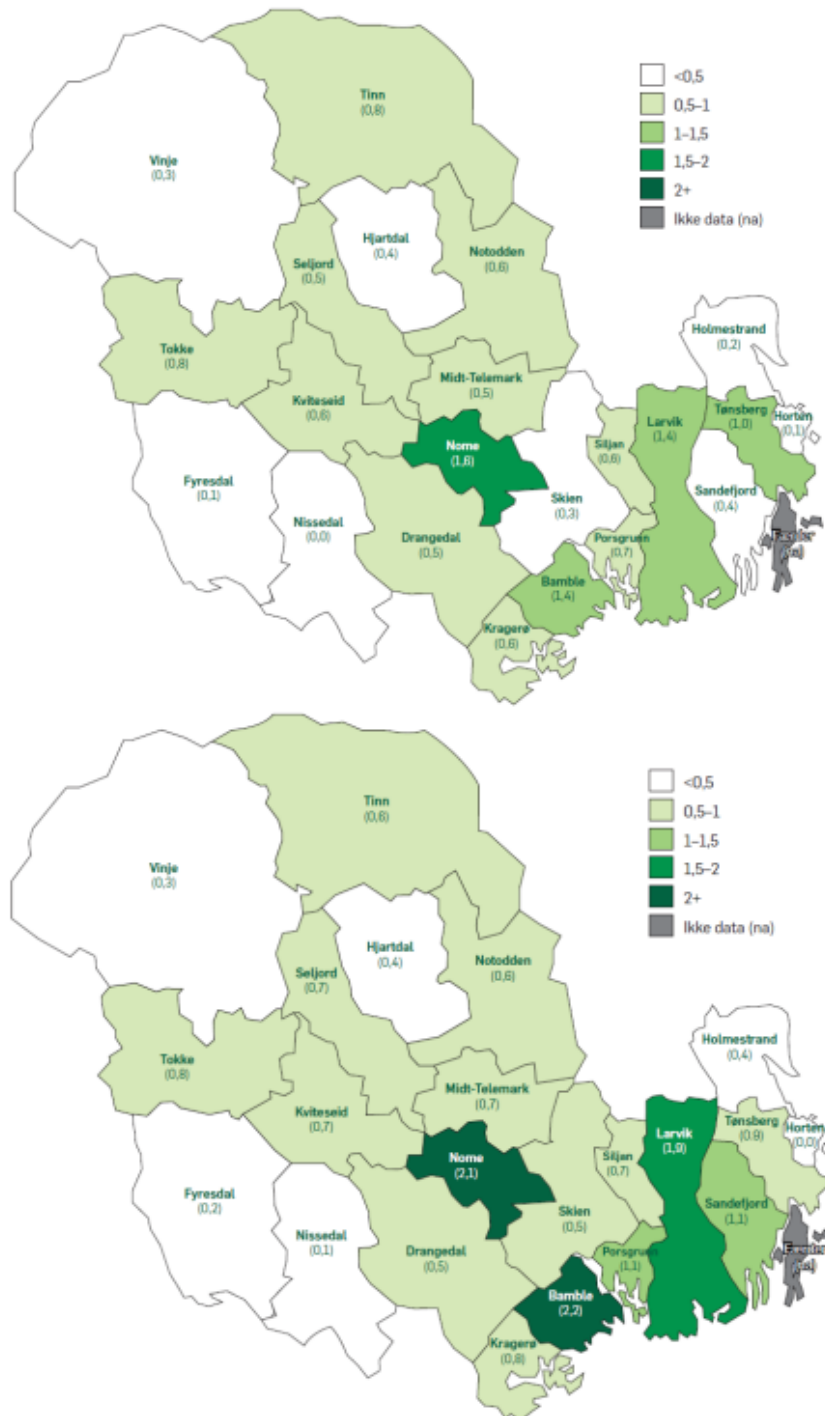 <0,5
0,5–1
1–1,5
1,5–2
2+
Ikke data (na)
Tinn
(0,8)
Vinje
(0,3)
Hjartdal
(0,4)
Notodden
(0,6)
Seljord
(0,5)
Holmestrand
(0,2)
Tokke
(0,8)
Midt-Telemark
(0,5)
Kviteseid
(0,6)
Larvik
(1,4)
Tønsberg
(1,0)
Horten
(0,1)
Nome
(1,6)
Siljan
(0,6)
Fyresdal
(0,1)
Sandefjord
(0,4)
Nissedal
(0,0)
Skien
(0,3)
Drangedal
(0,5)
Porsgrunn
(0,7)
Færder
(na)
Bamble
(1,4)
Kragerø
(0,6)
<0,5
0,5–1
1–1,5
1,5–2
2+
Ikke data (na)
Tinn
(0,6)
Vinje
(0,3)
Hjartdal
(0,4)
Notodden
(0,6)
Seljord
(0,7)
Holmestrand
(0,4)
Tokke
(0,8)
Midt-Telemark
(0,7)
Kviteseid
(0,7)
Larvik
(1,9)
Tønsberg
(0,9)
Horten
(0,0)
Nome
(2,1)
Siljan
(0,7)
Fyresdal
(0,2)
Sandefjord
(1,1)
Skien
(0,5)
Nissedal
(0,1)
Drangedal
(0,5)
Porsgrunn
(1,1)
Færder
(na)
Bamble
(2,2)
Kragerø
(0,8)